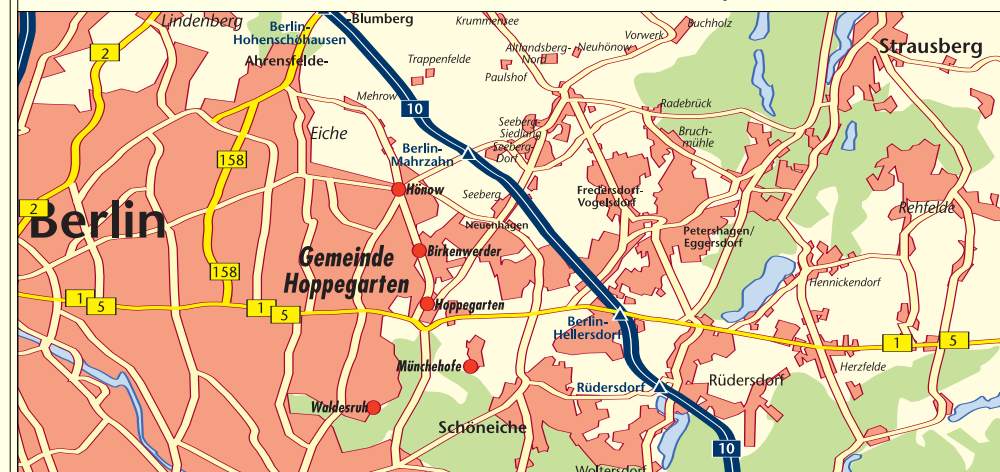 Lindenberg
Berlin-
Hohenschöhausen
Blumberg
Krummensee
Buchholz
Ahrensfelde-
2
Trappenfelde
Altlandsberg-
Nord
Neuhönow
Vorwerk
Strausberg
Paulshof
Mehrow
10
Radebrück
Eiche
Seeberg-
Siedlung
Seeberg-
Dorf
Bruch-
mühle
158
Berlin-
Mahrzahn
Hönow
Seeberg
Fredersdorf-
Vogelsdorf
2
Berlin
Rehfelde
Neuenhagen
Petershagen/
Eggersdorf
Gemeinde
Hoppegarten
Birkenwerder
158
Hennickendorf
1
5
1
5
Hoppegarten
Berlin-
Hellersdorf
1
5
Münchehofe
Herzfelde
Rüdersdorf
Rüdersdorf
Waldesruh
Schöneiche
10
Woltersdorf